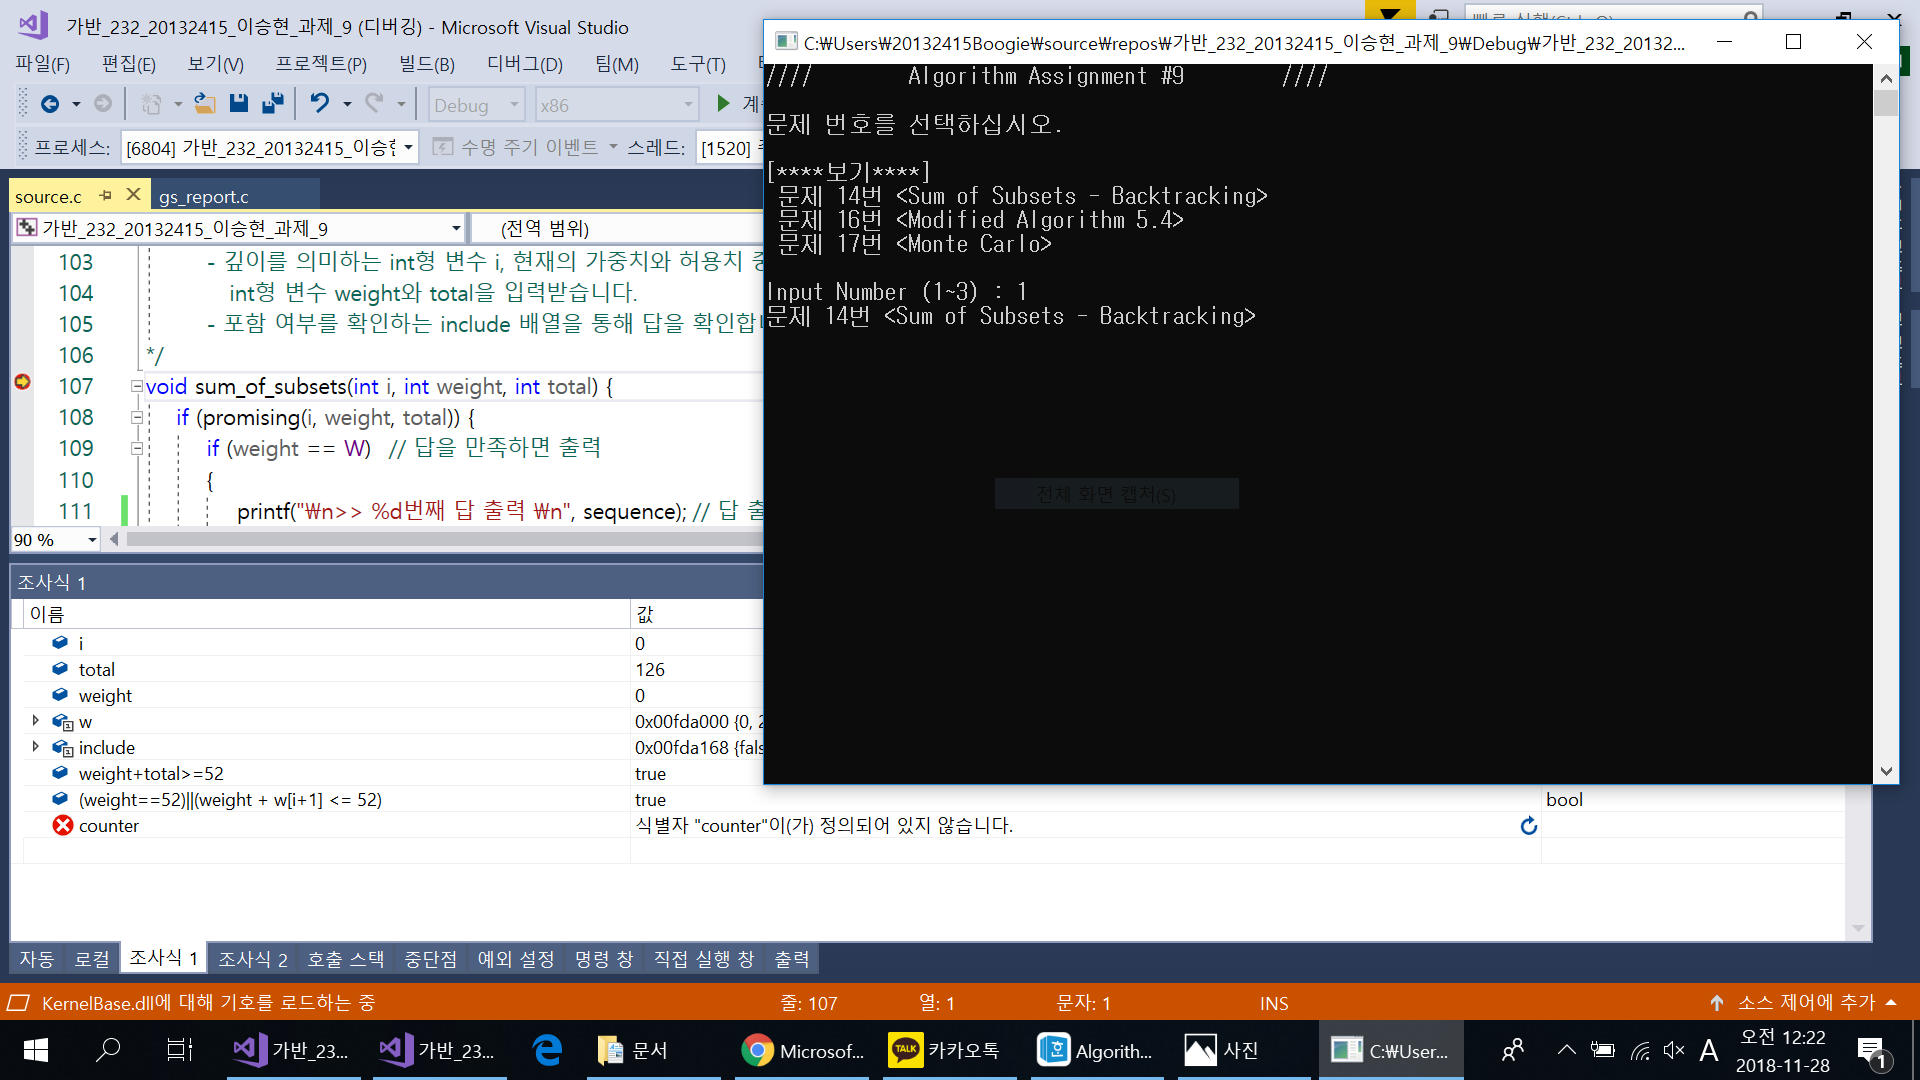 가반_232_20132415_이승현_과제_9 (디버깅) - Microsoft Visual Studio
파일(F) 편집(E) 보기(V) 프로젝트(P) 빌드(B) 디버그(D) 팀(M) 도구(T)
Debug x86
프로세스: [6804] 가반_232_20132415_이승현 수명 주기 이벤트 스레드: [1520]
source.c gs_report.c
가반_232_20132415_이승현_과제_9 (전역 범위)
103 - 깊이를 의미하는 int형 변수 i, 현재의 가중치와 허용치
104 int형 변수 weight와 total을 입력받습니다.
105 - 포함 여부를 확인하는 include 배열을 통해 답을 확인합
106 */
107 void sum_of_subsets(int i, int weight, int total) {
108 if (promising(i, weight, total)) {
109 if (weight == W) // 답을 만족하면 출력
110 {
111 printf("₩n>> %d번째 답 출력 ₩n", sequence); // 답
90 %
조사식 1
이름 값
i 0
total 126
weight 0
w 0x00fda000 {0,
include 0x00fda168 {fals
weight+total>=52 true
(weight==52)||(weight + w[i+1] <= 52) true bool
counter 식별자 "counter"이(가) 정의되어 있지 않습니다.
자동 로컬 조사식 1 조사식 2 호출 스택 중단점 예외 설정 명령 창 직접 실행 창 출력
KernelBase.dll에 대해 기호를 로드하는 중 줄: 107 열: 1 문자: 1 INS 소스 제어에 추가
C:₩Users₩20132415Boogie₩source₩repos₩가반_232_20132415_이승현_과제_9₩Debug₩가반_232_20132...
//// Algorithm Assignment #9 ////
문제 번호를 선택하십시오.
[****보기****]
문제 14번 <Sum of Subsets - Backtracking>
문제 16번 <Modified Algorithm 5.4>
문제 17번 <Monte Carlo>
Input Number (1~3) : 1
문제 14번 <Sum of Subsets - Backtracking>
전체 화면 캡처(S)
가반_23... 가반_23... 문서 Microsof... TALK 카카오톡 Algorith... 사진 C:₩User... A 오전 12:22
2018-11-28 1